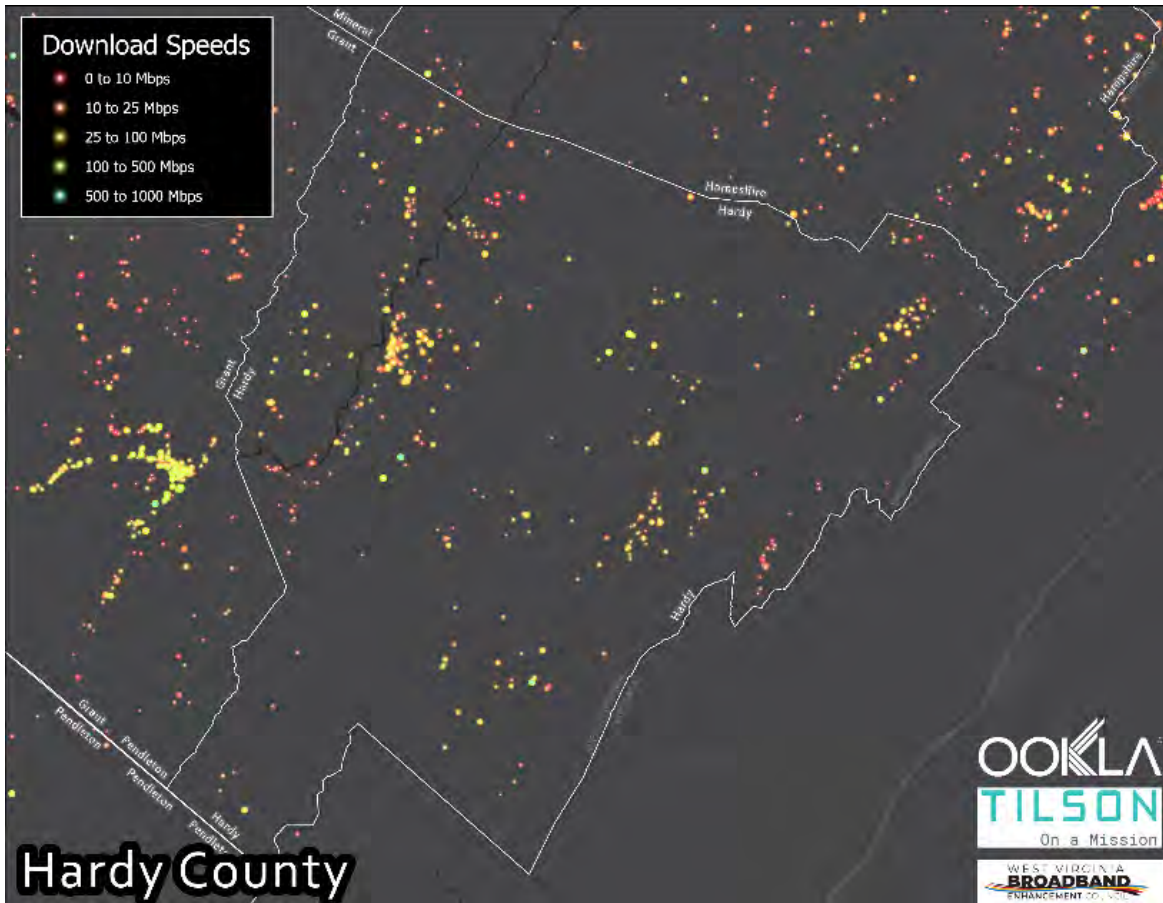 Download Speeds
0 to 10 Mbps
10 to 25 Mbps
25 to 100 Mbps
100 to 500 Mbps
500 to 1000 Mbps
Mineral
Grant
Hampshire
Hampshire
Hardy
Grant
Hardy
Hardy
Grant
Pendleton
Pendleton
Pendleton
Hardy
Hardy County
OOKLA
TILSON
On a Mission
WEST VIRGINIA
BROADBAND
ENHANCEMENT COUNCIL